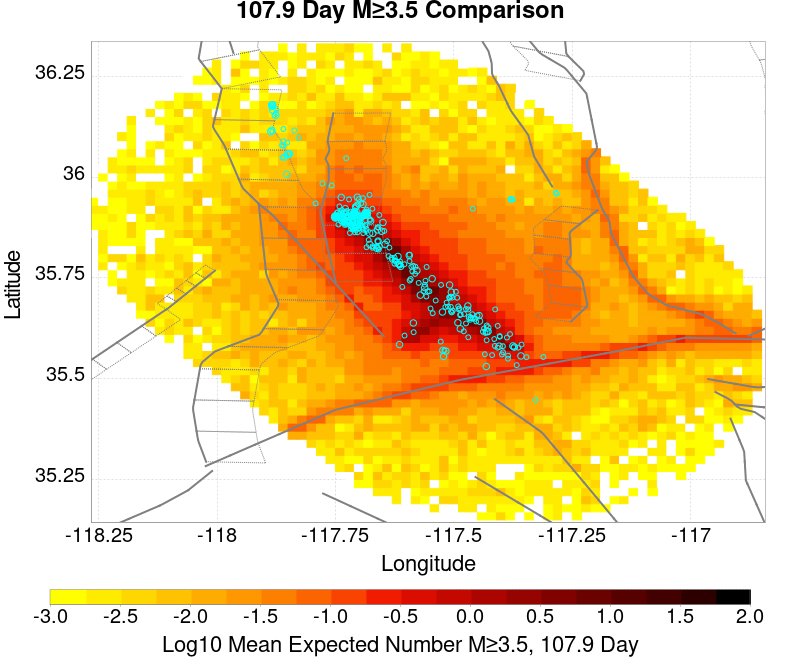 107.9 Day M≥3.5 Comparison
36.25
36
35.75
35.5
35.25
Latitude
-118.25 -118 -117.75 -117.5 -117.25 -117
Longitude
-3.0 -2.5 -2.0 -1.5 -1.0 -0.5 0.0 0.5 1.0 1.5 2.0
Log10 Mean Expected Number M≥3.5, 107.9 Day